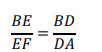 BE/EF = BD/DA